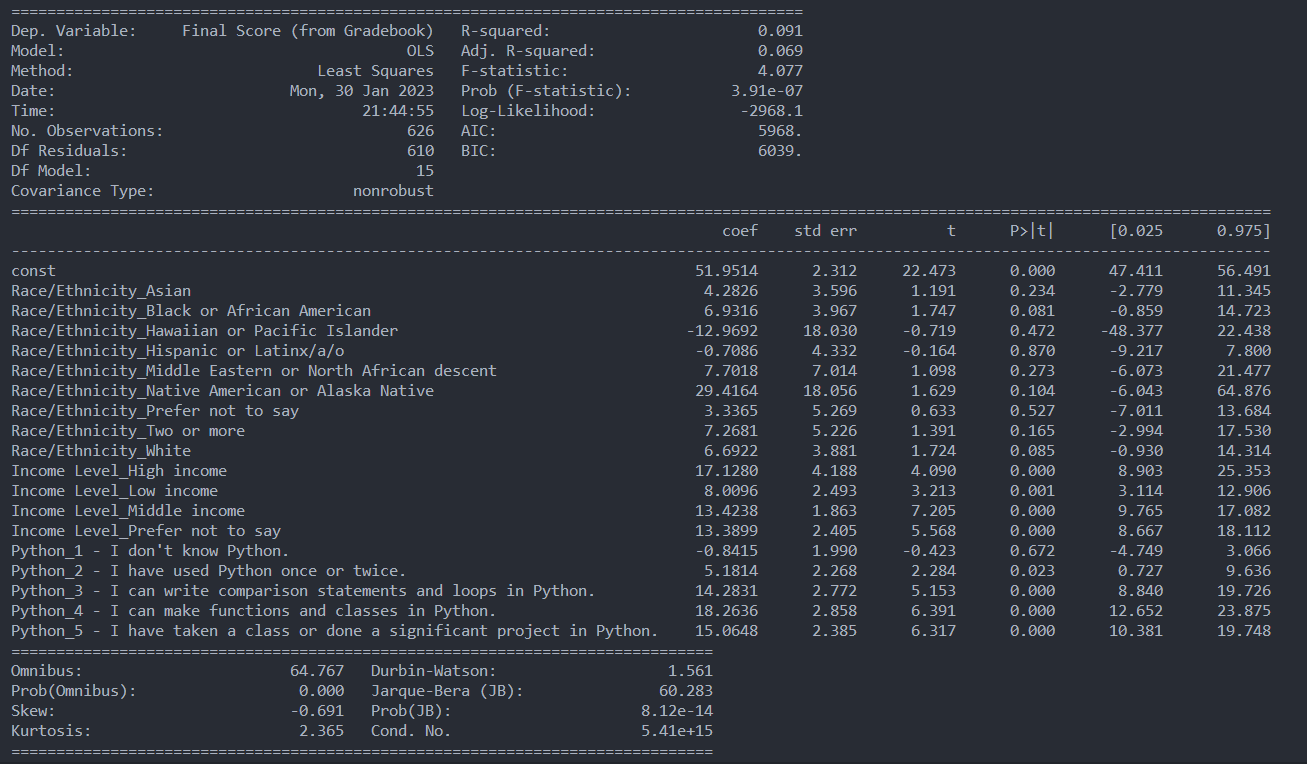 ========================================================================================
Dep. Variable:     Final Score (from Gradebook)   R-squared:                       0.091
Model:                                      OLS   Adj. R-squared:                  0.069
Method:                           Least Squares   F-statistic:                     4.077
Date:                          Mon, 30 Jan 2023   Prob (F-statistic):           3.91e-07
Time:                                  21:44:55   Log-Likelihood:                -2968.1
No. Observations:                           626   AIC:                             5968.
Df Residuals:                               610   BIC:                             6039.
Df Model:                                    15
Covariance Type:                      nonrobust
============================================================================================================================================
                                                                               coef    std err          t      P>|t|      [0.025      0.975]
--------------------------------------------------------------------------------------------------------------------------------------------
const                                                                       51.9514      2.312     22.473      0.000      47.411      56.491
Race/Ethnicity_Asian                                                         4.2826      3.596      1.191      0.234      -2.779      11.345
Race/Ethnicity_Black or African American                                     6.9316      3.967      1.747      0.081      -0.859      14.723
Race/Ethnicity_Hawaiian or Pacific Islander                                -12.9692     18.030     -0.719      0.472     -48.377      22.438
Race/Ethnicity_Hispanic or Latinx/a/o                                       -0.7086      4.332     -0.164      0.870      -9.217       7.800
Race/Ethnicity_Middle Eastern or North African descent                       7.7018      7.014      1.098      0.273      -6.073      21.477
Race/Ethnicity_Native American or Alaska Native                             29.4164     18.056      1.629      0.104      -6.043      64.876
Race/Ethnicity_Prefer not to say                                             3.3365      5.269      0.633      0.527      -7.011      13.684
Race/Ethnicity_Two or more                                                   7.2681      5.226      1.391      0.165      -2.994      17.530
Race/Ethnicity_White                                                         6.6922      3.881      1.724      0.085      -0.930      14.314
Income Level_High income                                                    17.1280      4.188      4.090      0.000       8.903      25.353
Income Level_Low income                                                      8.0096      2.493      3.213      0.001       3.114      12.906
Income Level_Middle income                                                  13.4238      1.863      7.205      0.000       9.765      17.082
Income Level_Prefer not to say                                              13.3899      2.405      5.568      0.000       8.667      18.112
Python_1 - I don't know Python.                                             -0.8415      1.990     -0.423      0.672      -4.749       3.066
Python_2 - I have used Python once or twice.                                 5.1814      2.268      2.284      0.023       0.727       9.636
Python_3 - I can write comparison statements and loops in Python.           14.2831      2.772      5.153      0.000       8.840      19.726
Python_4 - I can make functions and classes in Python.                      18.2636      2.858      6.391      0.000      12.652      23.875
Python_5 - I have taken a class or done a significant project in Python.    15.0648      2.385      6.317      0.000      10.381      19.748
==============================================================================
Omnibus:                       64.767   Durbin-Watson:                   1.561
Prob(Omnibus):                  0.000   Jarque-Bera (JB):               60.283
Skew:                          -0.691   Prob(JB):                     8.12e-14
Kurtosis:                       2.365   Cond. No.                     5.41e+15
==============================================================================